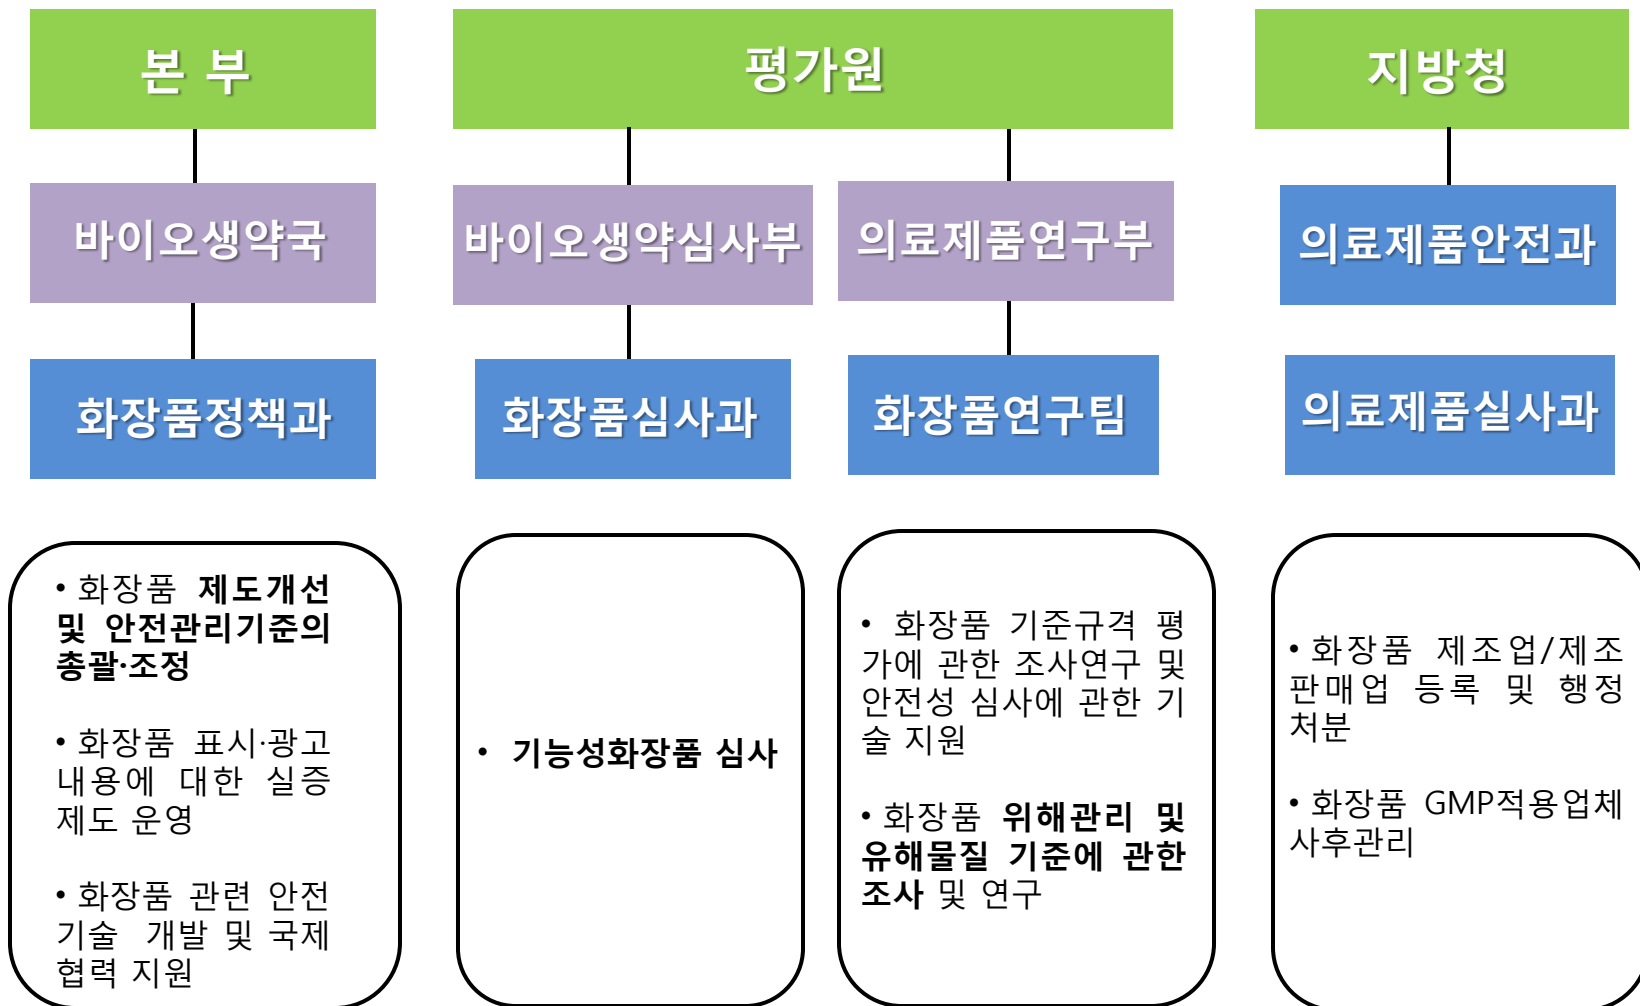 본 부
평가원
지방청
바이오생약국
바이오생약심사부
의료제품연구부
의료제품안전과
화장품정책과
화장품심사과
화장품연구팀
의료제품실사과
• 화장품 제도개선
및 안전관리기준의
총괄·조정
• 화장품 표시·광고
내용에 대한 실증
제도 운영
• 화장품 관련 안전
기술 개발 및 국제
협력 지원
• 기능성화장품 심사
• 화장품 기준규격 평
가에 관한 조사연구 및
안전성 심사에 관한 기
술 지원
• 화장품 위해관리 및
유해물질 기준에 관한
조사 및 연구
• 화장품 제조업/제조
판매업 등록 및 행정
처분
• 화장품 GMP적용업체
사후관리